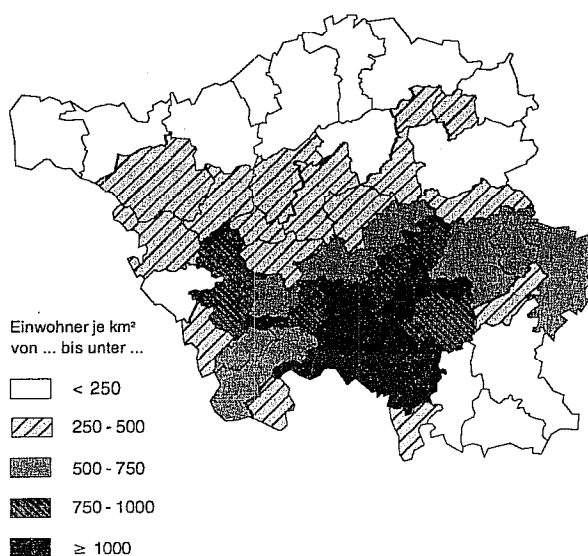 Einwohner je km²
von ... bis unter ...
< 250
250 - 500
500 - 750
750 - 1000
≥ 1000